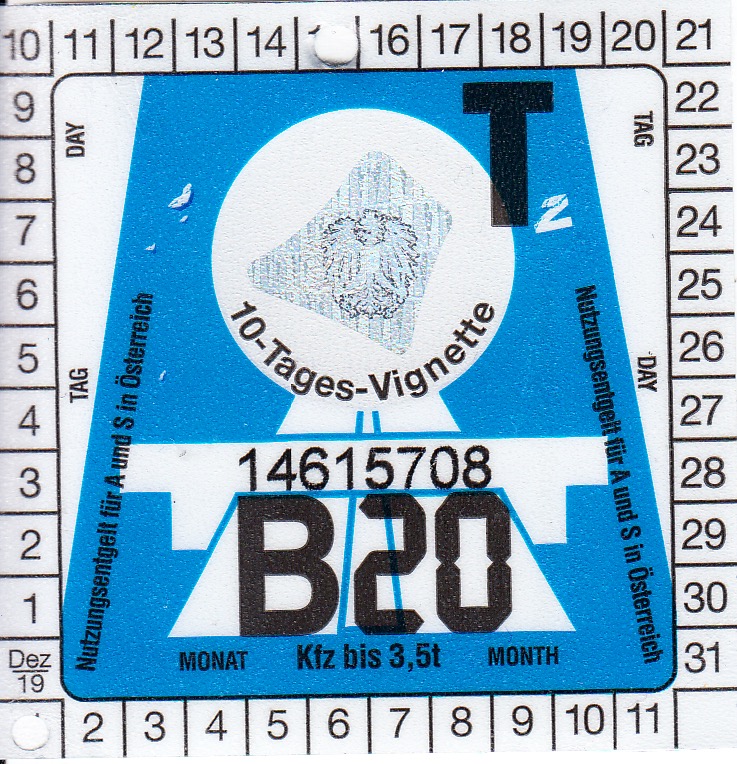 10 11 12 13 14 16 17 18 19 20 21
9 22
8 23
7 24
6 25
5 26
4 27
3 28
2 29
1 30
Dez 31
19
2 3 4 5 6 7 8 9 10 11
DAY
TAG
TAG
DAY
T
2
10-Tages-Vignette
Nutzungsentgelt für A und S in Österreich
Nutzungsentgelt für A und S in Österreich
14615708
B20
MONAT Kfz bis 3,5t MONTH